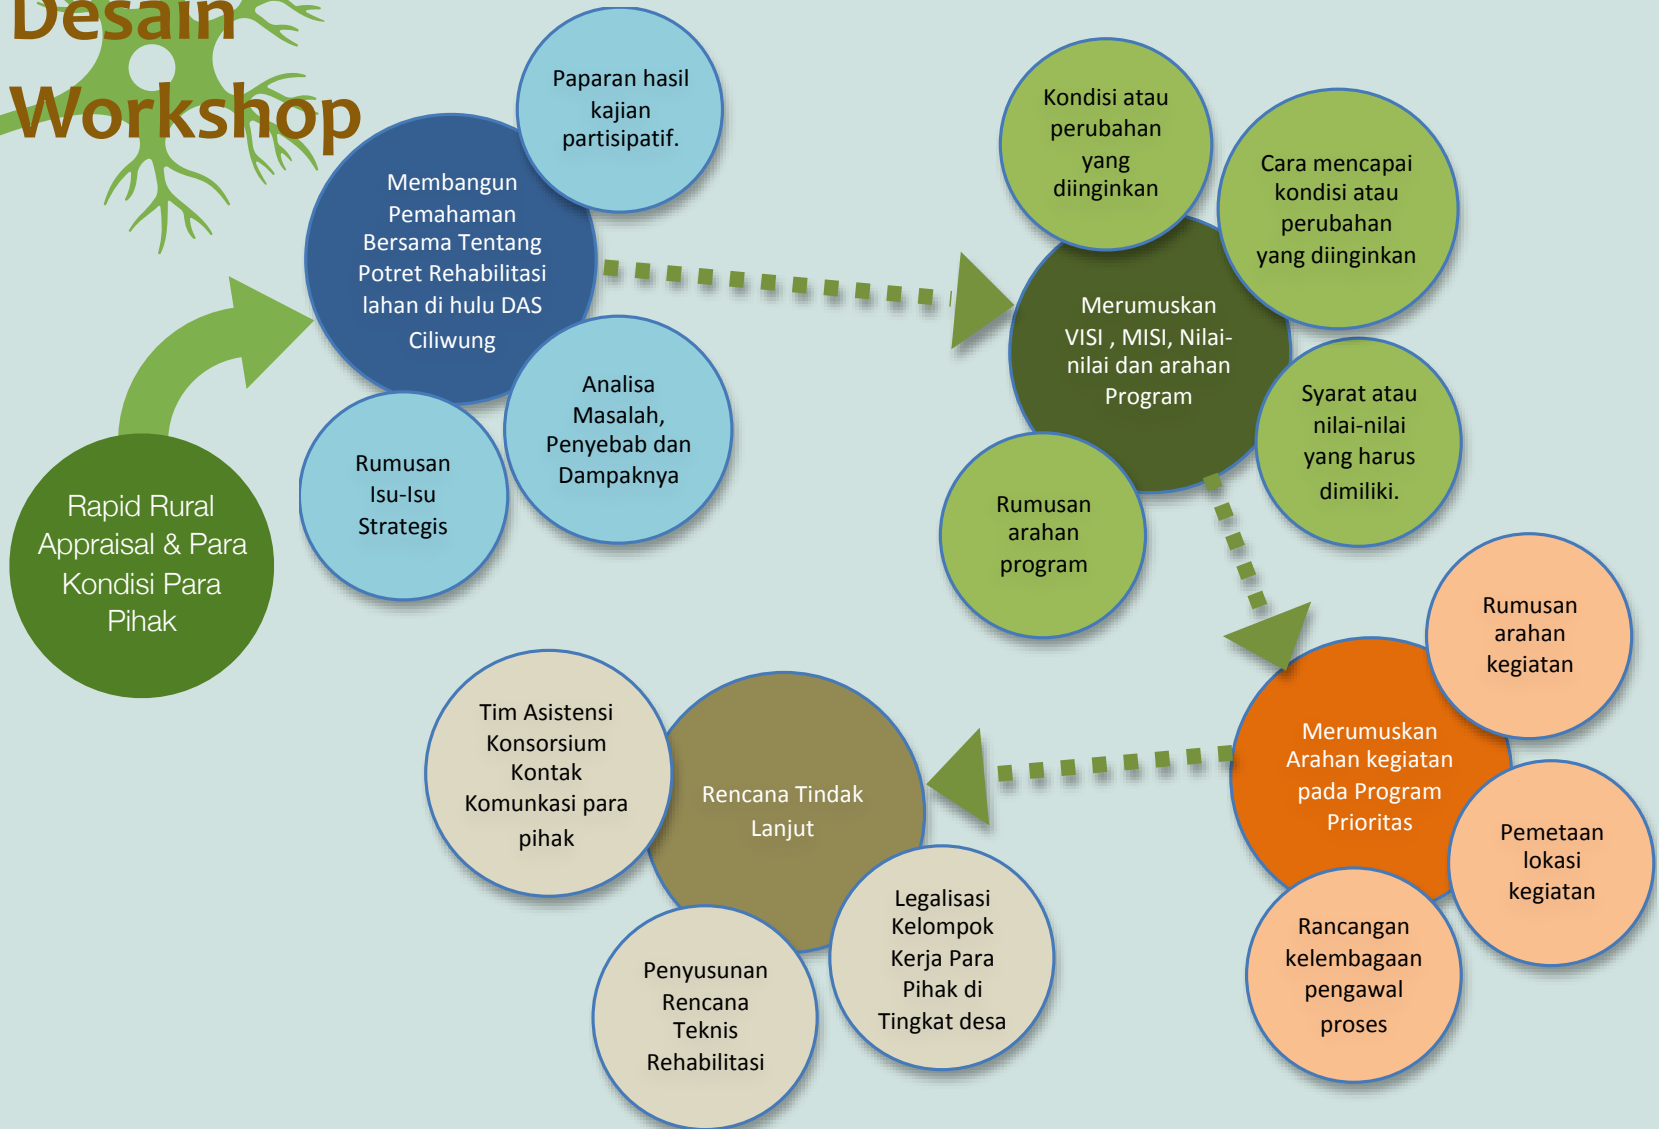 Desain
Workshop
Paparan hasil
kajian
partisipatif.
Membangun
Pemahaman
Bersama Tentang
Potret Rehabilitasi
lahan di hulu DAS
Ciliwung
Analisa
Masalah,
Penyebab dan
Dampaknya
Rumusan
Isu-Isu
Strategis
Rapid Rural
Appraisal & Para
Kondisi Para
Pihak
Kondisi atau
perubahan
yang
diinginkan
Cara mencapai
kondisi atau
perubahan
yang diinginkan
Merumuskan
VISI , MISI, Nilai-
nilai dan arahan
Program
Syarat atau
nilai-nilai
yang harus
dimiliki.
Rumusan
arahan
program
Rumusan
arahan
kegiatan
Merumuskan
Arahan kegiatan
pada Program
Prioritas
Pemetaan
lokasi
kegiatan
Rancangan
kelembagaan
pengawal
proses
Tim Asistensi
Konsorsium
Kontak
Komunkasi para
pihak
Rencana Tindak
Lanjut
Legalisasi
Kelompok
Kerja Para
Pihak di
Tingkat desa
Penyusunan
Rencana
Teknis
Rehabilitasi